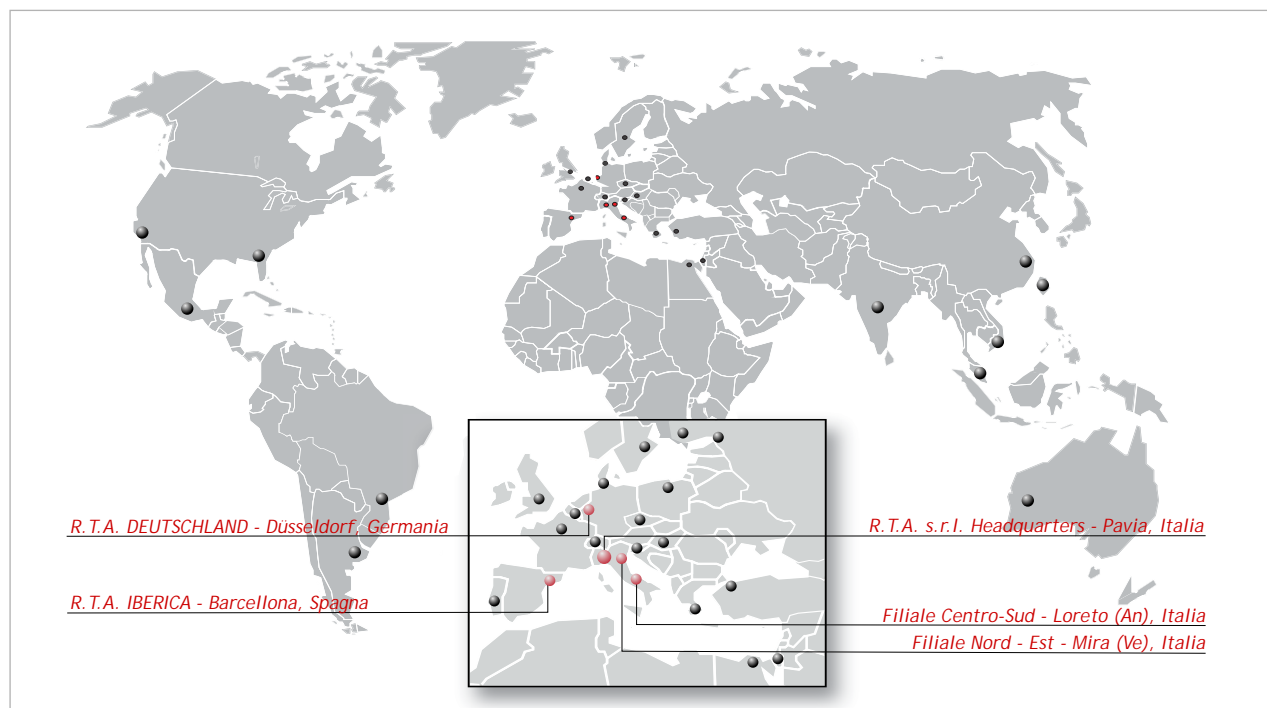 R.T.A. DEUTSCHLAND - Düsseldorf, Germania
R.T.A. s.r.l. Headquarters - Pavia, Italia
R.T.A. IBERICA - Barcellona, Spagna
Filiale Centro-Sud - Loreto (An), Italia
Filiale Nord - Est - Mira (Ve), Italia